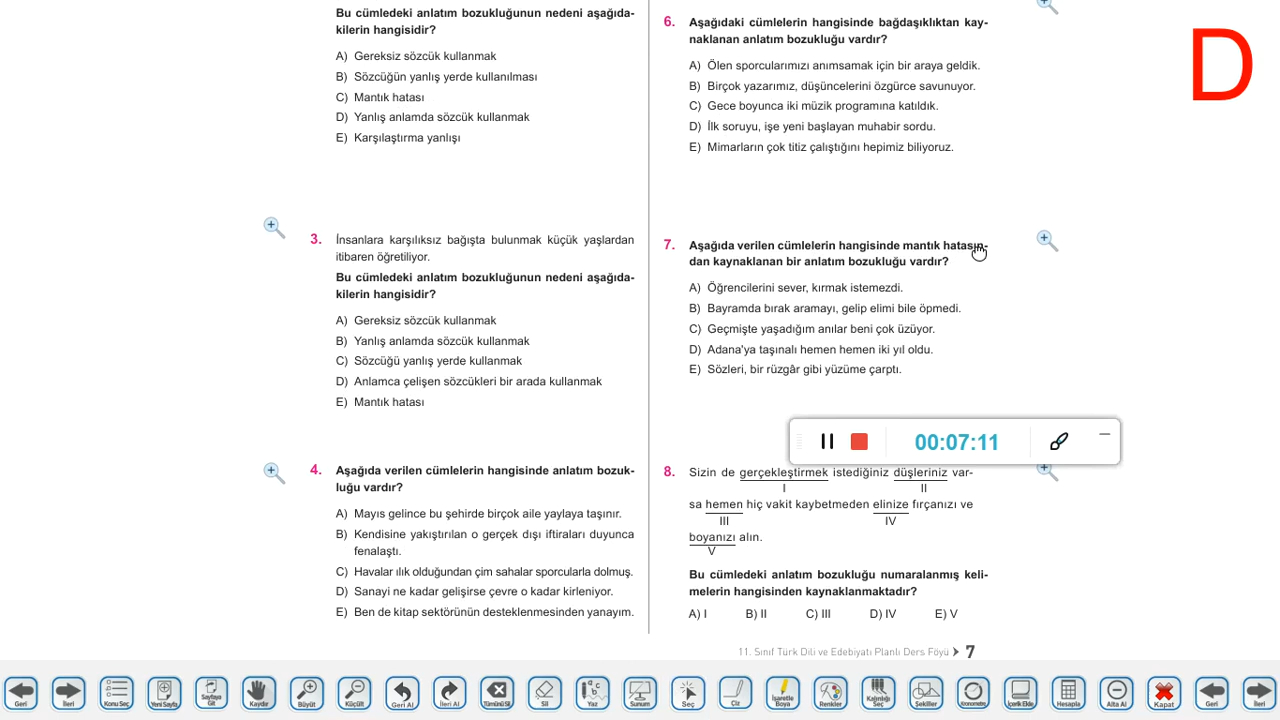 Bu cümledeki anlatım bozukluğunun nedeni aşağıda-
kilerin hangisidir?
A) Gereksiz sözcük kullanmak
B) Sözcüğün yanlış yerde kullanılması
C) Mantık hatası
D) Yanlış anlamda sözcük kullanmak
E) Karşılaştırma yanlışı
3. İnsanlara karşılıksız bağışta bulunmak küçük yaşlardan
itibaren öğretiliyor.
Bu cümledeki anlatım bozukluğunun nedeni aşağıda-
kilerin hangisidir?
A) Gereksiz sözcük kullanmak
B) Yanlış anlamda sözcük kullanmak
C) Sözcüğü yanlış yerde kullanmak
D) Anlamca çelişen sözcükleri bir arada kullanmak
E) Mantık hatası
4. Aşağıda verilen cümlelerin hangisinde anlatım bozuk-
luğu vardır?
A) Mayıs gelince bu şehirde birçok aile yaylaya taşınır.
B) Kendisine yakıştırılan o gerçek dışı iftiraları duyunca
fenalaştı.
C) Havalar ılık olduğundan çim sahalar sporcularla dolmuş.
D) Sanayi ne kadar gelişirse çevre o kadar kirleniyor.
E) Ben de kitap sektörünün desteklenmesinden yanayım.
6. Aşağıdaki cümlelerin hangisinde bağdaşıklıktan kay-
naklanan anlatım bozukluğu vardır?
A) Ölen sporcularımızı anımsamak için bir araya geldik.
B) Birçok yazarımız, düşüncelerini özgürce savunuyor.
C) Gece boyunca iki müzik programına katıldık.
D) İlk soruyu, işe yeni başlayan muhabir sordu.
E) Mimarların çok titiz çalıştığını hepimiz biliyoruz.
D
7. Aşağıda verilen cümlelerin hangisinde mantık hatasın-
dan kaynaklanan bir anlatım bozukluğu vardır?
A) Öğrencilerini sever, kırmak istemezdi.
B) Bayramda bırak aramayı, gelip elimi bile öpmedi.
C) Geçmişte yaşadığım anılar beni çok üzüyor.
D) Adana'ya taşınalı hemen hemen iki yıl oldu.
E) Sözleri, bir rüzgâr gibi yüzüme çarptı.
00:07:11
8. Sizin de gerçekleştirmek istediğiniz düşleriniz var-
I II
sa hemen hiç vakit kaybetmeden elinize fırçanızı ve
III IV
boyanızı alın.
V
Bu cümledeki anlatım bozukluğu numaralanmış keli-
melerin hangisinden kaynaklanmaktadır?
A) I B) II C) III D) IV E) V
11. Sınıf Türk Dili ve Edebiyatı Planlı Ders Föyü 7
Geri İleri Konu Seç Yeni Sayfa Sayfaya Git Kaydır Büyüt Küçült Geri Al İleri Al Tümünü Sil Sil Yaz Sunum Seç Çiz İşaretle Boya Renkler Kalınlığı Seç Şekiller Kronometre İçerik Ekle Hesapla Alta Al Kapat Geri İleri